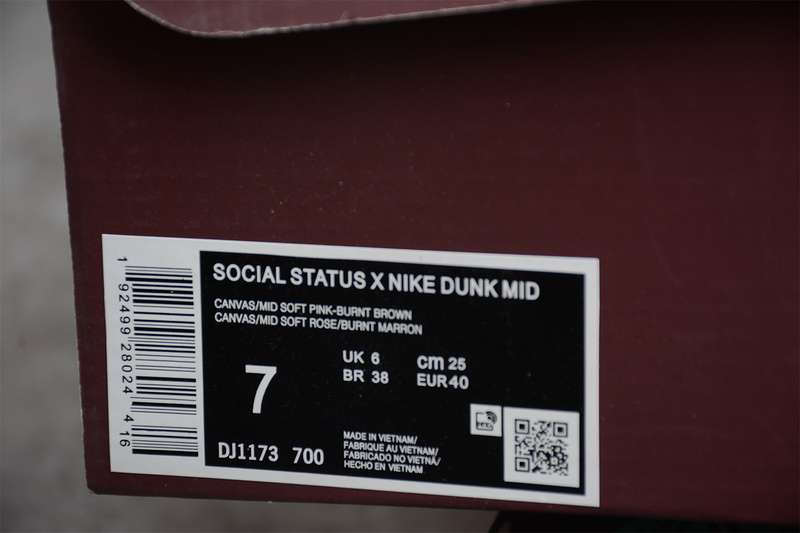 SOCIAL STATUS X NIKE DUNK MID
CANVAS/MID SOFT PINK-BURNT BROWN
CANVAS/MID SOFT ROSE/BURNT MARRON
7
UK 6 cm 25
BR 38 EUR 40
DJ1173 700
MADE IN VIETNAM/
FABRIQUE AU VIETNAM/
FABRICADO NO VIETNÃ/
HECHO EN VIETNAM
1 92499 28024 4 16